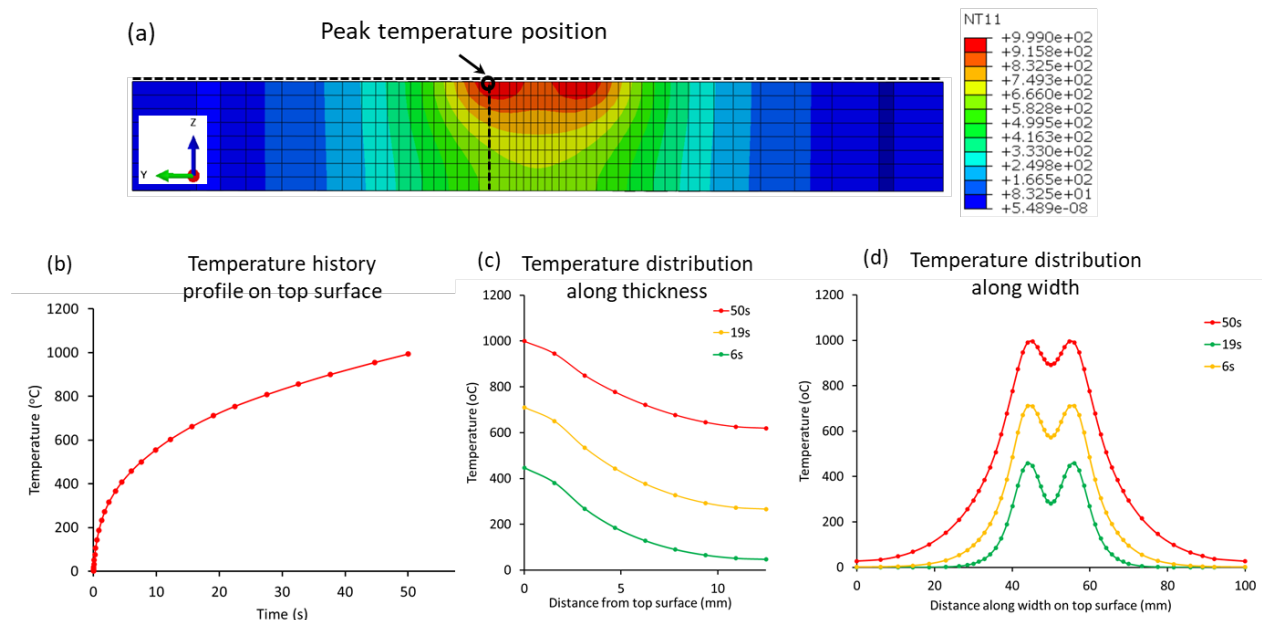 (a)
Peak temperature position
NT11
+9.990e+02
+9.158e+02
+8.325e+02
+7.493e+02
+6.660e+02
+5.828e+02
+4.995e+02
+4.163e+02
+3.330e+02
+2.498e+02
+1.665e+02
+8.325e+01
+5.489e-08
Z
Y
(b)
Temperature history
profile on top surface
1200
1000
800
600
400
200
0
Temperature (°C)
0
10
20
30
40
50
Time (s)
(c)
Temperature distribution
along thickness
50s
19s
6s
1200
1000
800
600
400
200
0
Temperature (oC)
0
5
10
Distance from top surface (mm)
(d)
Temperature distribution
along width
50s
19s
6s
1200
1000
800
600
400
200
0
Temperature (oC)
0
20
40
60
80
100
Distance along width on top surface (mm)